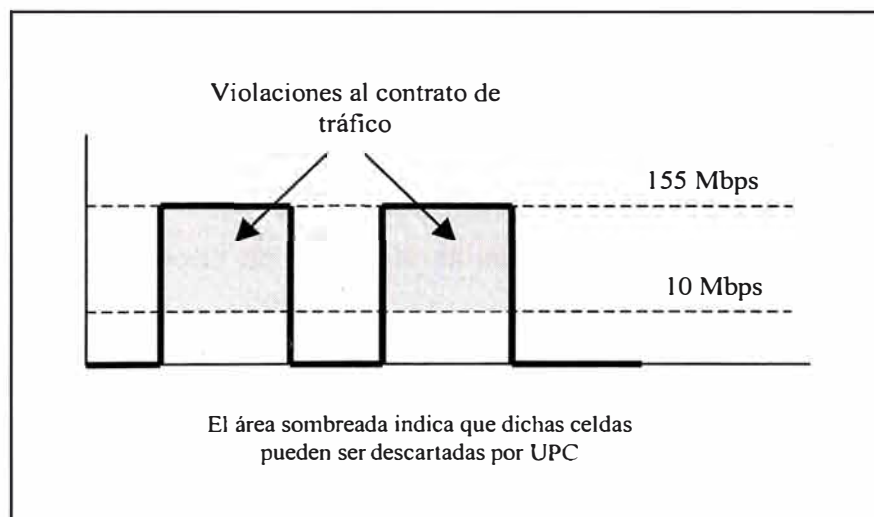 Violaciones al contrato de
tráfico
155 Mbps
10 Mbps
El área sombreada indica que dichas celdas
pueden ser descartadas por UPC